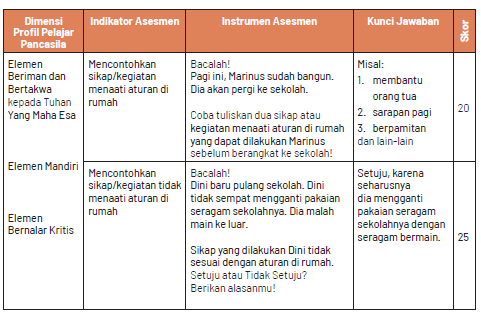 Dimensi
Profil Pelajar
Pancasila
Indikator Asesmen
Instrumen Asesmen
Kunci Jawaban
Skor
Elemen
Beriman dan
Bertakwa
kepada Tuhan
Yang Maha Esa
Elemen Mandiri
Elemen
Bernalar Kritis
Mencontohkan
sikap/kegiatan
menaati aturan di
rumah
Bacalah!
Pagi ini, Marinus sudah bangun.
Dia akan pergi ke sekolah.
Coba tuliskan dua sikap atau
kegiatan menaati aturan di rumah
yang dapat dilakukan Marinus
sebelum berangkat ke sekolah!
Misal:
1. membantu
orang tua
2. sarapan pagi
3. berpamitan
dan lain-lain
20
Mencontohkan
sikap/kegiatan tidak
menaati aturan di
rumah
Bacalah!
Dini baru pulang sekolah. Dini
tidak sempat mengganti pakaian
seragam sekolahnya. Dia malah
main ke luar.
Sikap yang dilakukan Dini tidak
sesuai dengan aturan di rumah.
Setuju atau Tidak Setuju?
Berikan alasanmu!
Setuju, karena
seharusnya
dia mengganti
pakaian seragam
sekolahnya dengan
seragam bermain.
25